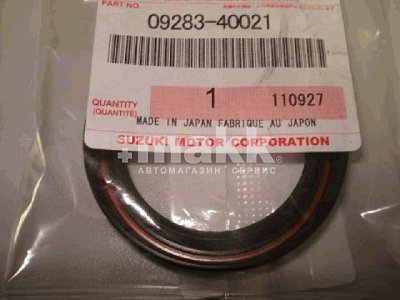 PART NO.
09283-40021
QUANTITY
(QUANTITÉ)
1
110927
MADE IN JAPAN FABRIQUE AU JAPON
SUZUKI MOTOR CORPORATION
makk
АВТОМАГАЗИН СЕРВИС